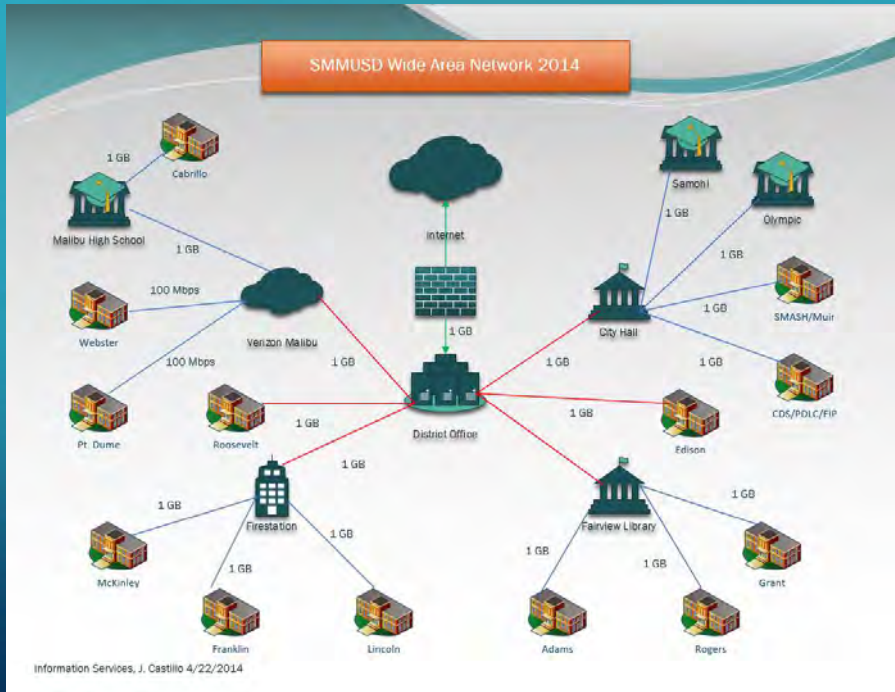 SMMUSD Wide Area Network 2014
1 GB
Cabrillo
Samohi
Malibu High School
Internet
1 GB
Olympic
1 GB
1 GB
100 Mbps
Webster
Verizon Malibu
1 GB
City Hall
1 GB
SMASH/Muir
100 Mbps
1 GB
1 GB
1 GB
Pt. Dume
Roosevelt
District Office
CDS/POLC/FIP
1 GB
1 GB
Edison
1 GB
1 GB
Firestation
Fairview Library
1 GB
1 GB
1 GB
McKinley
1 GB
1 GB
1 GB
Grant
Franklin
Lincoln
Adams
Rogers
Information Services, J. Castillo 4/22/2014